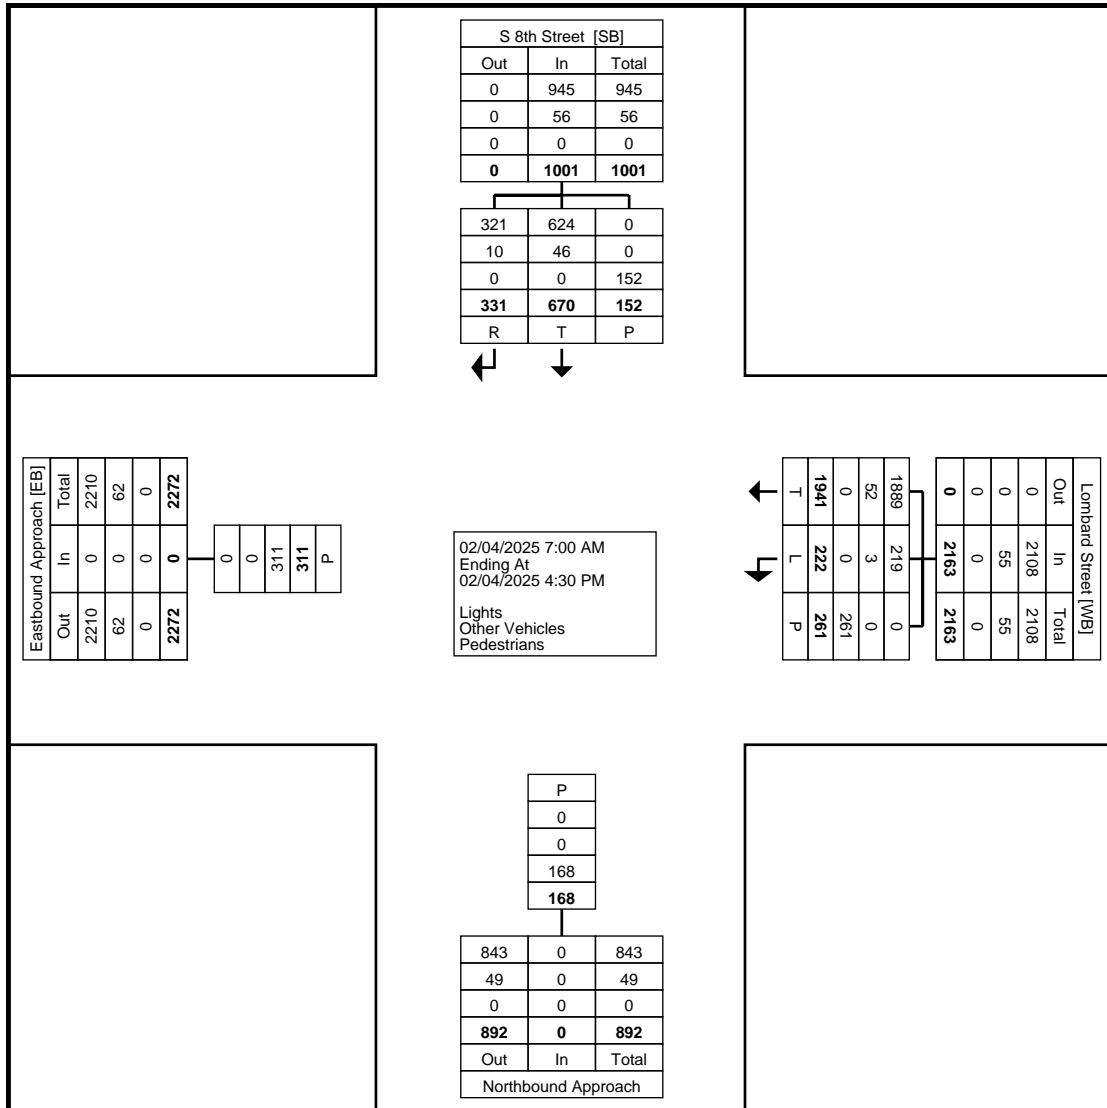 S 8th Street [SB]
Out In Total
0 945 945
0 56 56
0 0 0
0 1001 1001
321 624 0
10 46 0
0 0 152
331 670 152
R T P
Eastbound Approach [EB]
Total In Out
2210 0 2210
62 0 62
0 0 0
2272 0 2272
0
0
311
311
P
02/04/2025 7:00 AM
Ending At
02/04/2025 4:30 PM
Lights
Other Vehicles
Pedestrians
Lombard Street [WB]
Out In Total
0 2108 2108
0 55 55
0 0 0
0 2163 2163
1889 219 0
52 3 0
0 0 261
1941 222 261
T L P
P
0
0
168
168
843 0 843
49 0 49
0 0 0
892 0 892
Out In Total
Northbound Approach